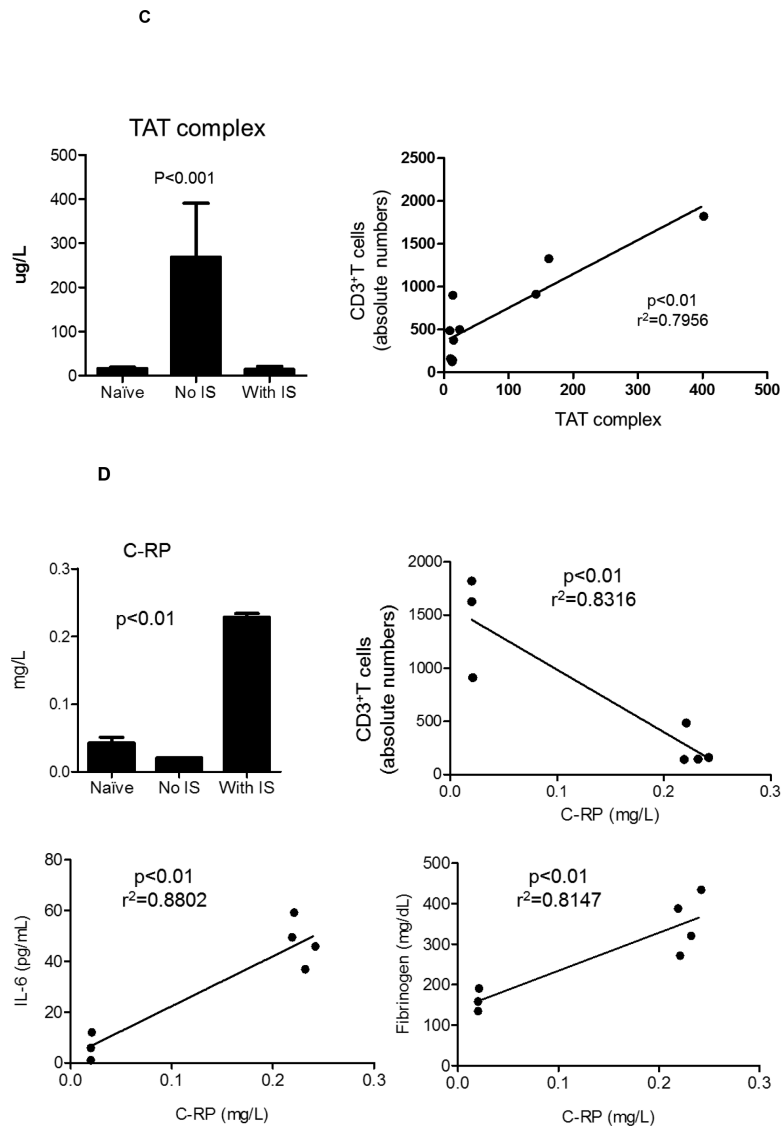 C
TAT complex
500
400
300
200
100
0
ug/L
P<0.001
Naïve No IS With IS
2500
2000
1500
1000
500
0
CD3⁺T cells
(absolute numbers)
p<0.01
r²=0.7956
0 100 200 300 400 500
TAT complex
D
C-RP
0.3
0.2
0.1
0.0
mg/L
p<0.01
Naïve No IS With IS
2000
1500
1000
500
0
CD3⁺T cells
(absolute numbers)
p<0.01
r²=0.8316
0.0 0.1 0.2 0.3
C-RP (mg/L)
80
60
40
20
0
IL-6 (pg/mL)
p<0.01
r²=0.8802
0.0 0.1 0.2 0.3
C-RP (mg/L)
500
400
300
200
100
0
Fibrinogen (mg/dL)
p<0.01
r²=0.8147
0.0 0.1 0.2 0.3
C-RP (mg/L)